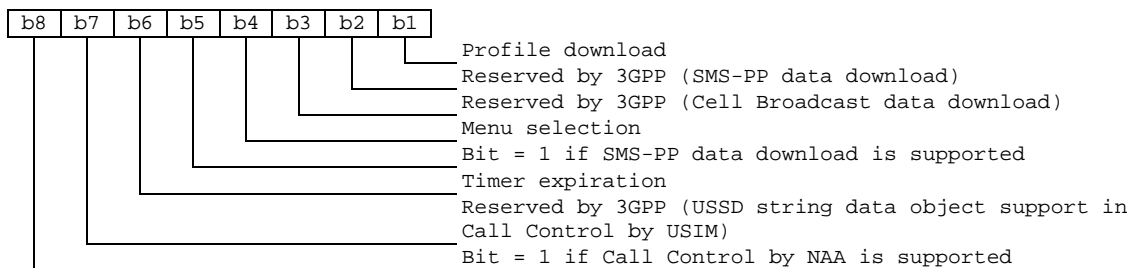 b8 b7 b6 b5 b4 b3 b2 b1
Profile download
Reserved by 3GPP (SMS-PP data download)
Reserved by 3GPP (Cell Broadcast data download)
Menu selection
Bit = 1 if SMS-PP data download is supported
Timer expiration
Reserved by 3GPP (USSD string data object support in
Call Control by USIM)
Bit = 1 if Call Control by NAA is supported